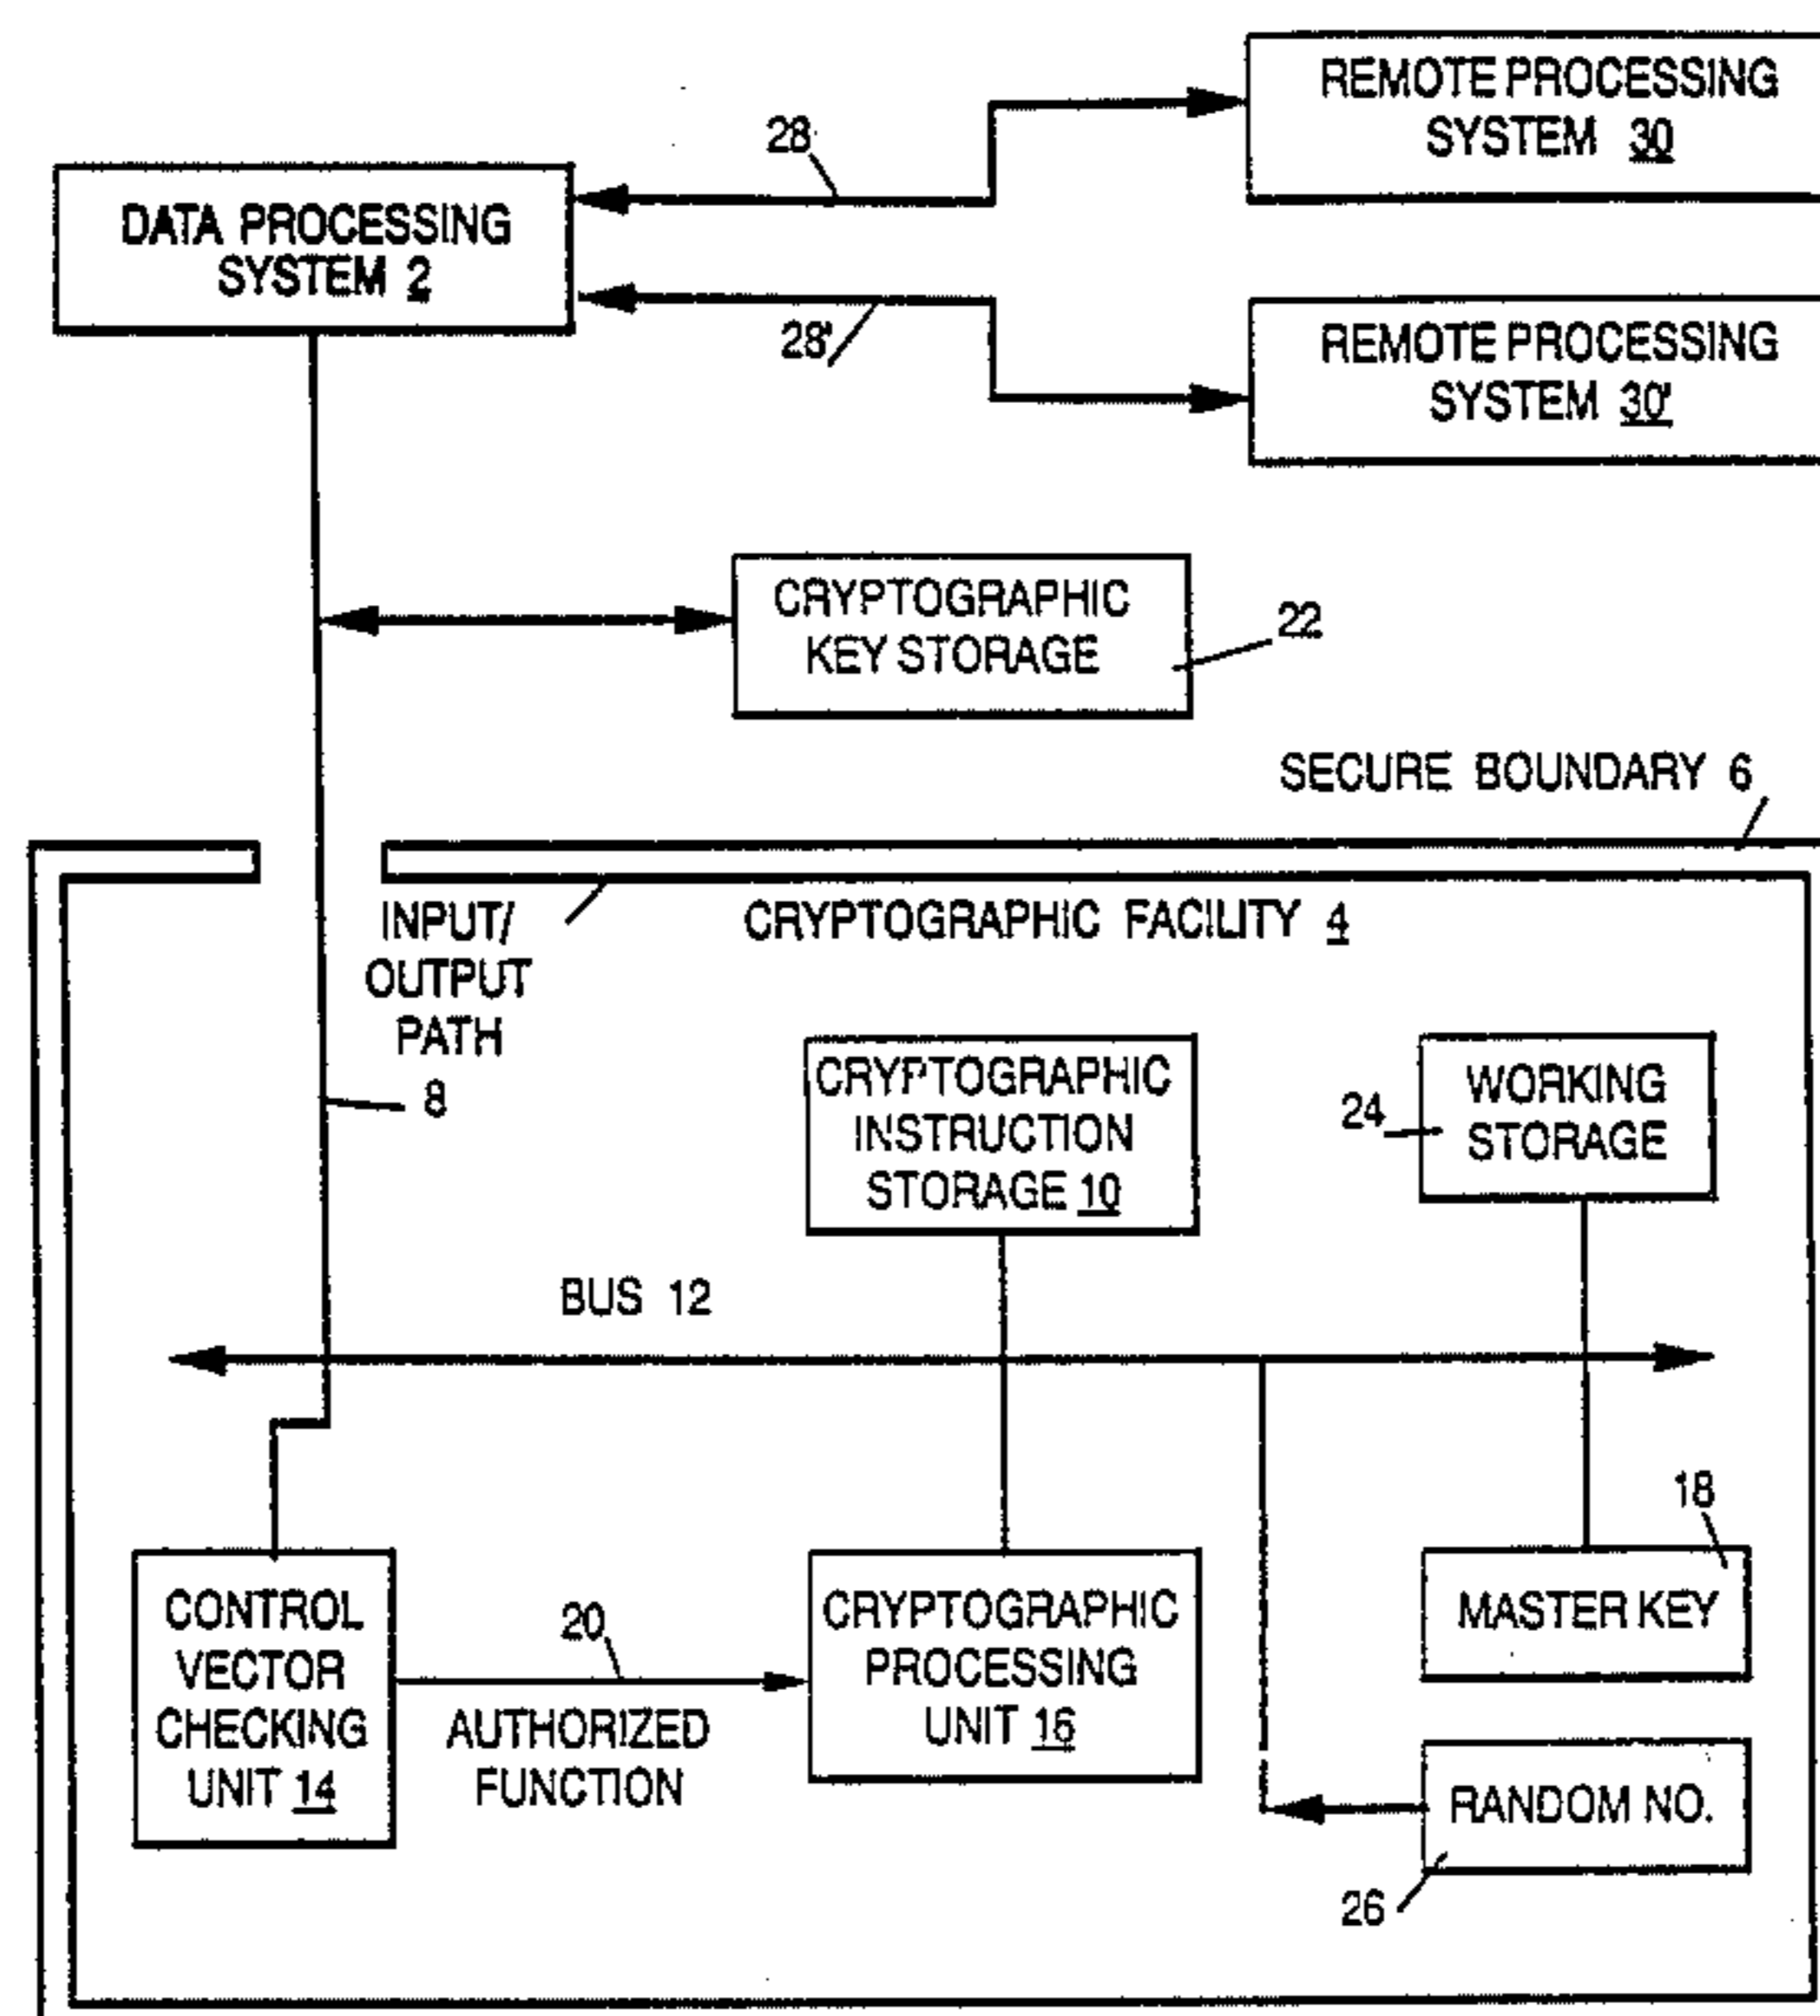 REMOTE PROCESSING
SYSTEM 30
28
DATA PROCESSING
SYSTEM 2
28'
REMOTE PROCESSING
SYSTEM 30'
CRYPTOGRAPHIC
KEY STORAGE
22
SECURE BOUNDARY 6
INPUT/
OUTPUT
PATH
8
CRYPTOGRAPHIC FACILITY 4
CRYPTOGRAPHIC
INSTRUCTION
STORAGE 10
24
WORKING
STORAGE
BUS 12
18
CONTROL
VECTOR
CHECKING
UNIT 14
20
AUTHORIZED
FUNCTION
CRYPTOGRAPHIC
PROCESSING
UNIT 16
MASTER KEY
RANDOM NO.
26